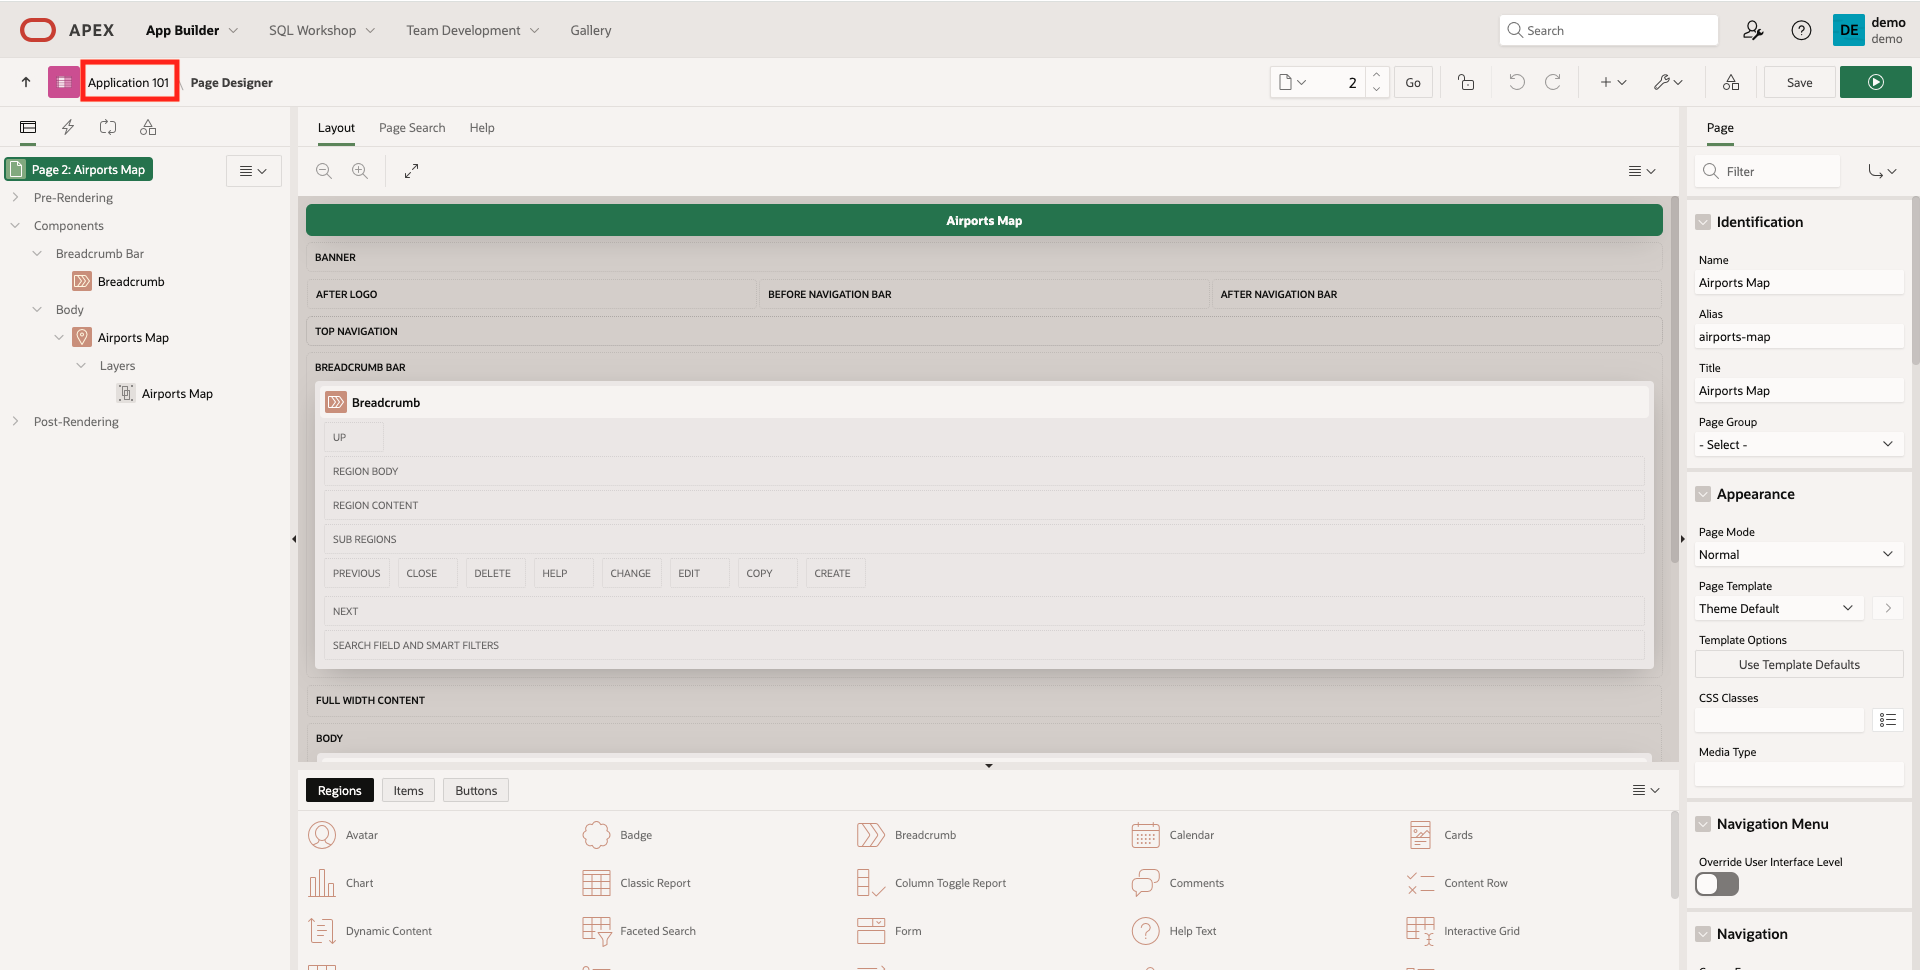 APEX App Builder SQL Workshop Team Development Gallery Search DE demo
demo
Application 101 \ Page Designer 2 Go Save
Layout Page Search Help
Page
Page 2: Airports Map
Pre-Rendering
Components
Breadcrumb Bar
Breadcrumb
Body
Airports Map
Layers
Airports Map
Post-Rendering
Airports Map
BANNER
AFTER LOGO BEFORE NAVIGATION BAR AFTER NAVIGATION BAR
TOP NAVIGATION
BREADCRUMB BAR
Breadcrumb
UP
REGION BODY
REGION CONTENT
SUB REGIONS
PREVIOUS CLOSE DELETE HELP CHANGE EDIT COPY CREATE
NEXT
SEARCH FIELD AND SMART FILTERS
FULL WIDTH CONTENT
BODY
Regions Items Buttons
Avatar Badge Breadcrumb Calendar Cards
Chart Classic Report Column Toggle Report Comments Content Row
Dynamic Content Faceted Search Form Help Text Interactive Grid
Filter
Identification
Name
Airports Map
Alias
airports-map
Title
Airports Map
Page Group
- Select -
Appearance
Page Mode
Normal
Page Template
Theme Default
Template Options
Use Template Defaults
CSS Classes
Media Type
Navigation Menu
Override User Interface Level
Navigation